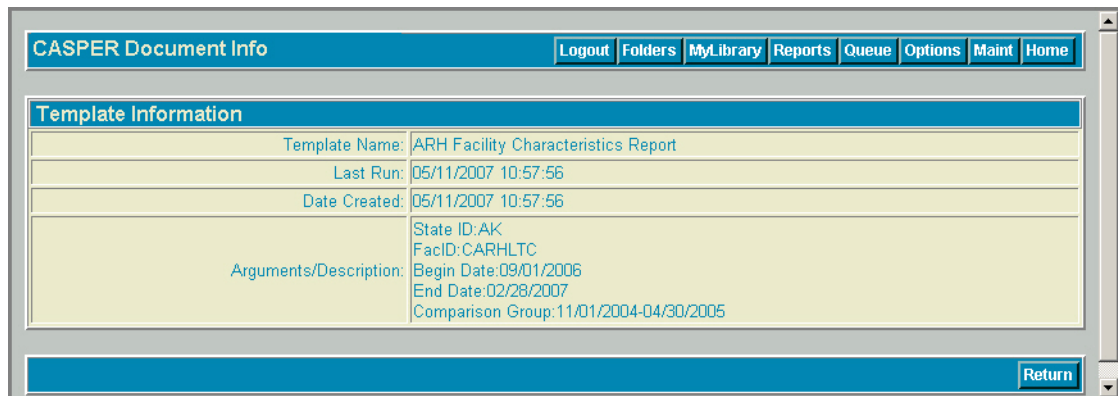 CASPER Document Info
Logout Folders MyLibrary Reports Queue Options Maint Home
Template Information
Template Name: ARH Facility Characteristics Report
Last Run: 05/11/2007 10:57:56
Date Created: 05/11/2007 10:57:56
Arguments/Description:
State ID:AK
FacID:CARHLTC
Begin Date:09/01/2006
End Date:02/28/2007
Comparison Group:11/01/2004-04/30/2005
Return